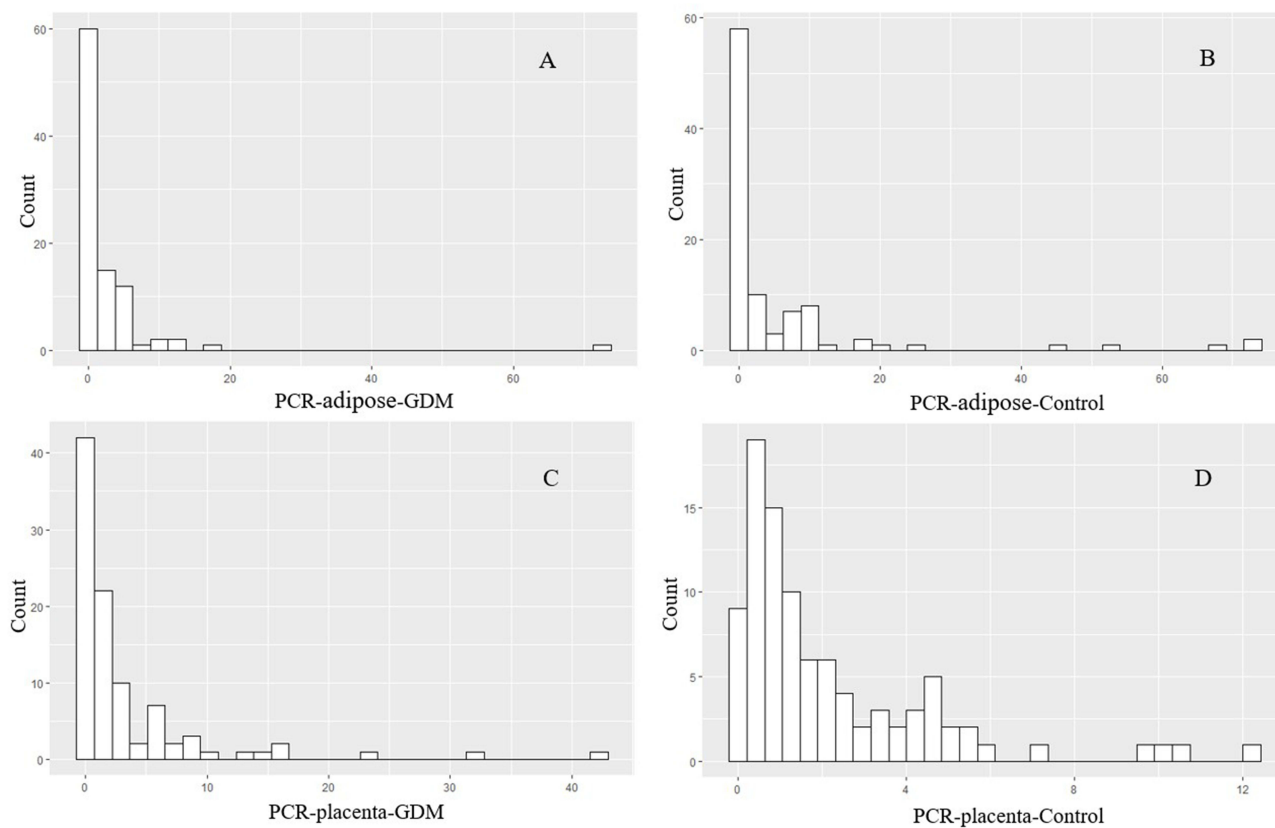 A
60
40
20
0
Count
0 20 40 60
PCR-adipose-GDM
B
60
40
20
0
Count
0 20 40 60
PCR-adipose-Control
C
40
30
20
10
0
Count
0 10 20 30 40
PCR-placenta-GDM
D
15
10
5
0
Count
0 4 8 12
PCR-placenta-Control